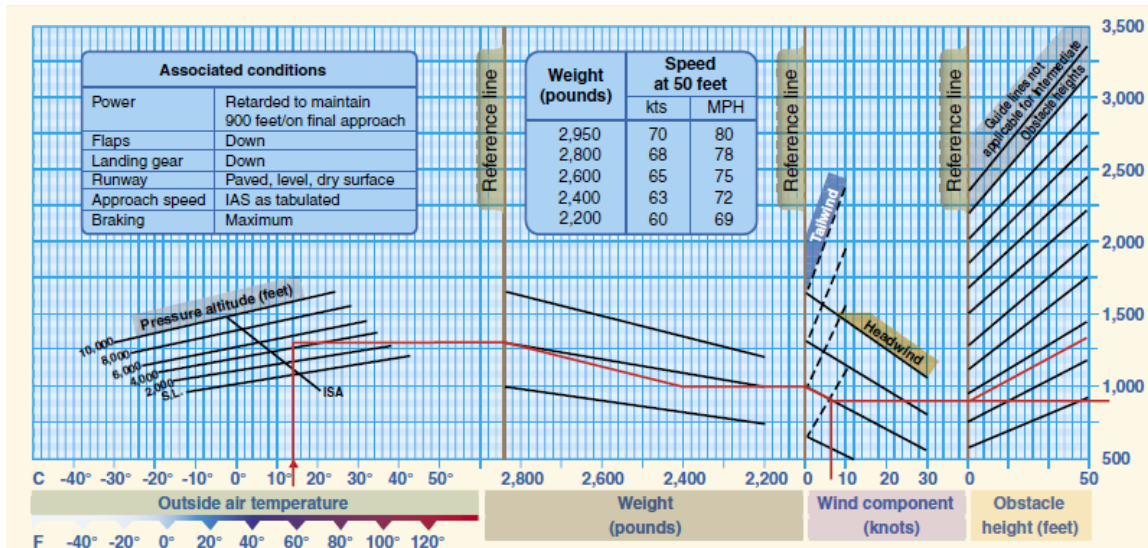 Associated conditions
Power Retarded to maintain
900 feet/on final approach
Flaps Down
Landing gear Down
Runway Paved, level, dry surface
Approach speed IAS as tabulated
Braking Maximum
Reference line
Weight
(pounds)
Speed
at 50 feet
kts MPH
2,950 70 80
2,800 68 78
2,600 65 75
2,400 63 72
2,200 60 69
Reference line
Reference line
Guide lines not
applicable for intermediate
Obstacle heights
Tailwind
Headwind
Pressure altitude (feet)
10,000
8,000
6,000
4,000
2,000
S.L.
ISA
3,500
3,000
2,500
2,000
1,500
1,000
500
C -40° -30° -20° -10° 0° 10° 20° 30° 40° 50°
2,800 2,600 2,400 2,200
0 10 20 30
0 50
Outside air temperature
Weight
(pounds)
Wind component
(knots)
Obstacle
height (feet)
F -40° -20° 0° 20° 40° 60° 80° 100° 120°